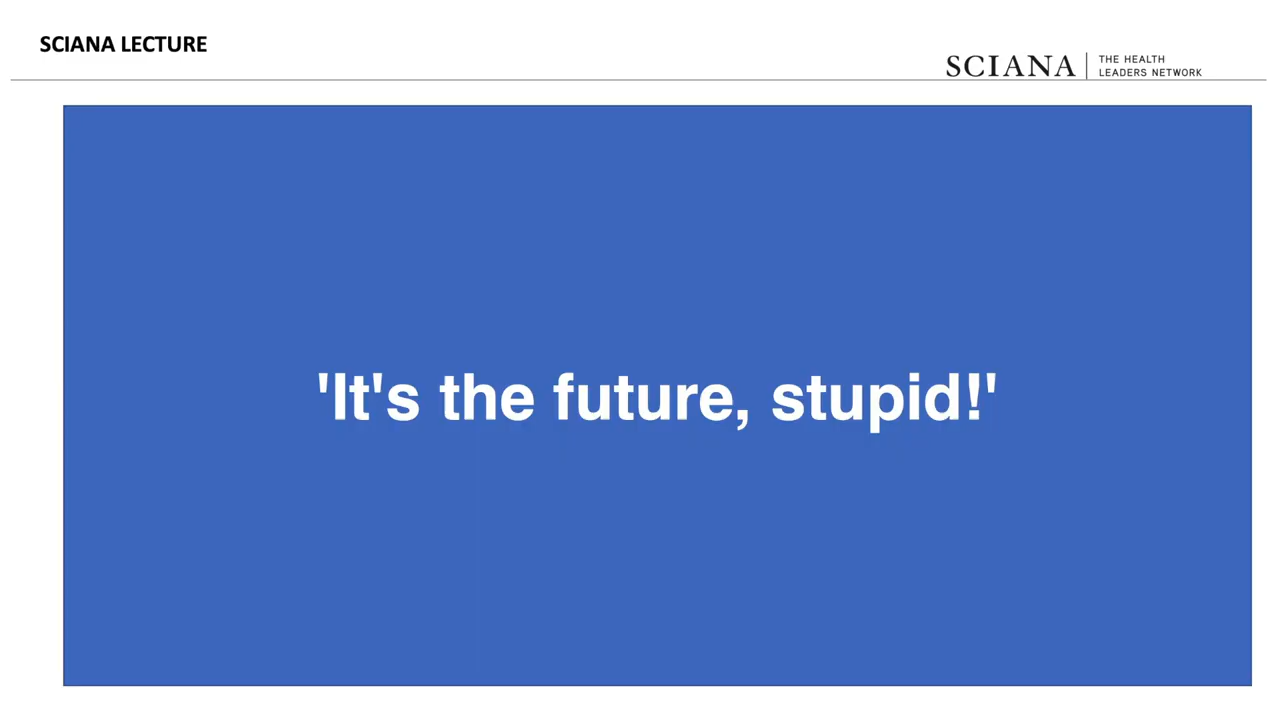 SCIANA LECTURE
SCIANA
THE HEALTH
LEADERS NETWORK
'It's the future, stupid!'